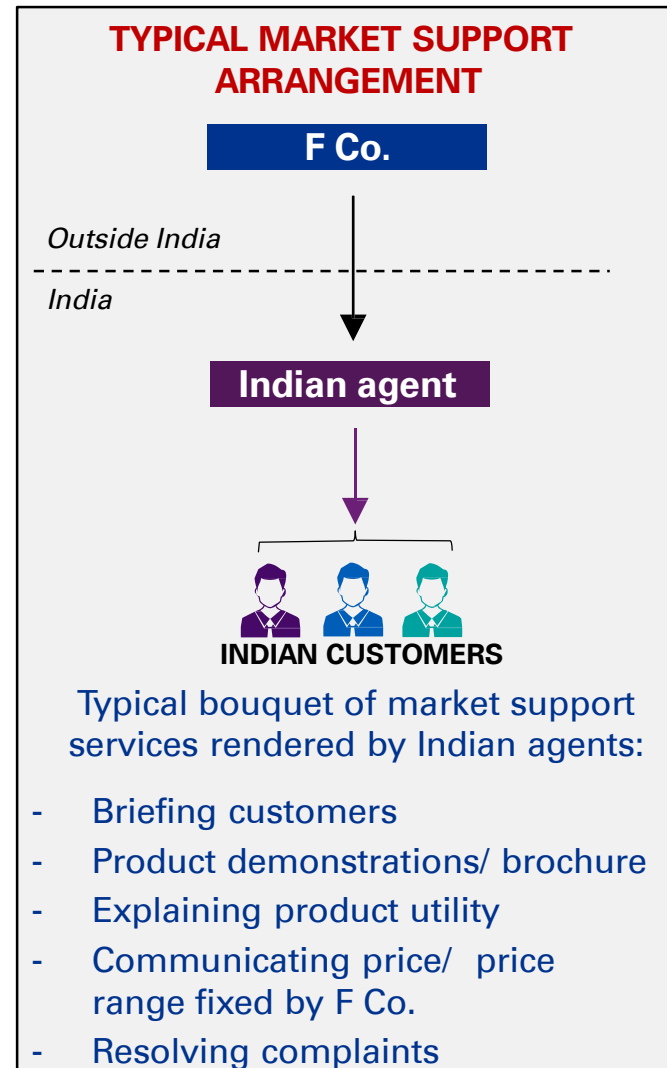 TYPICAL MARKET SUPPORT
ARRANGEMENT
F Co.
Outside India
India
Indian agent
INDIAN CUSTOMERS
Typical bouquet of market support
services rendered by Indian agents:
- Briefing customers
- Product demonstrations/ brochure
- Explaining product utility
- Communicating price/ price
range fixed by F Co.
- Resolving complaints